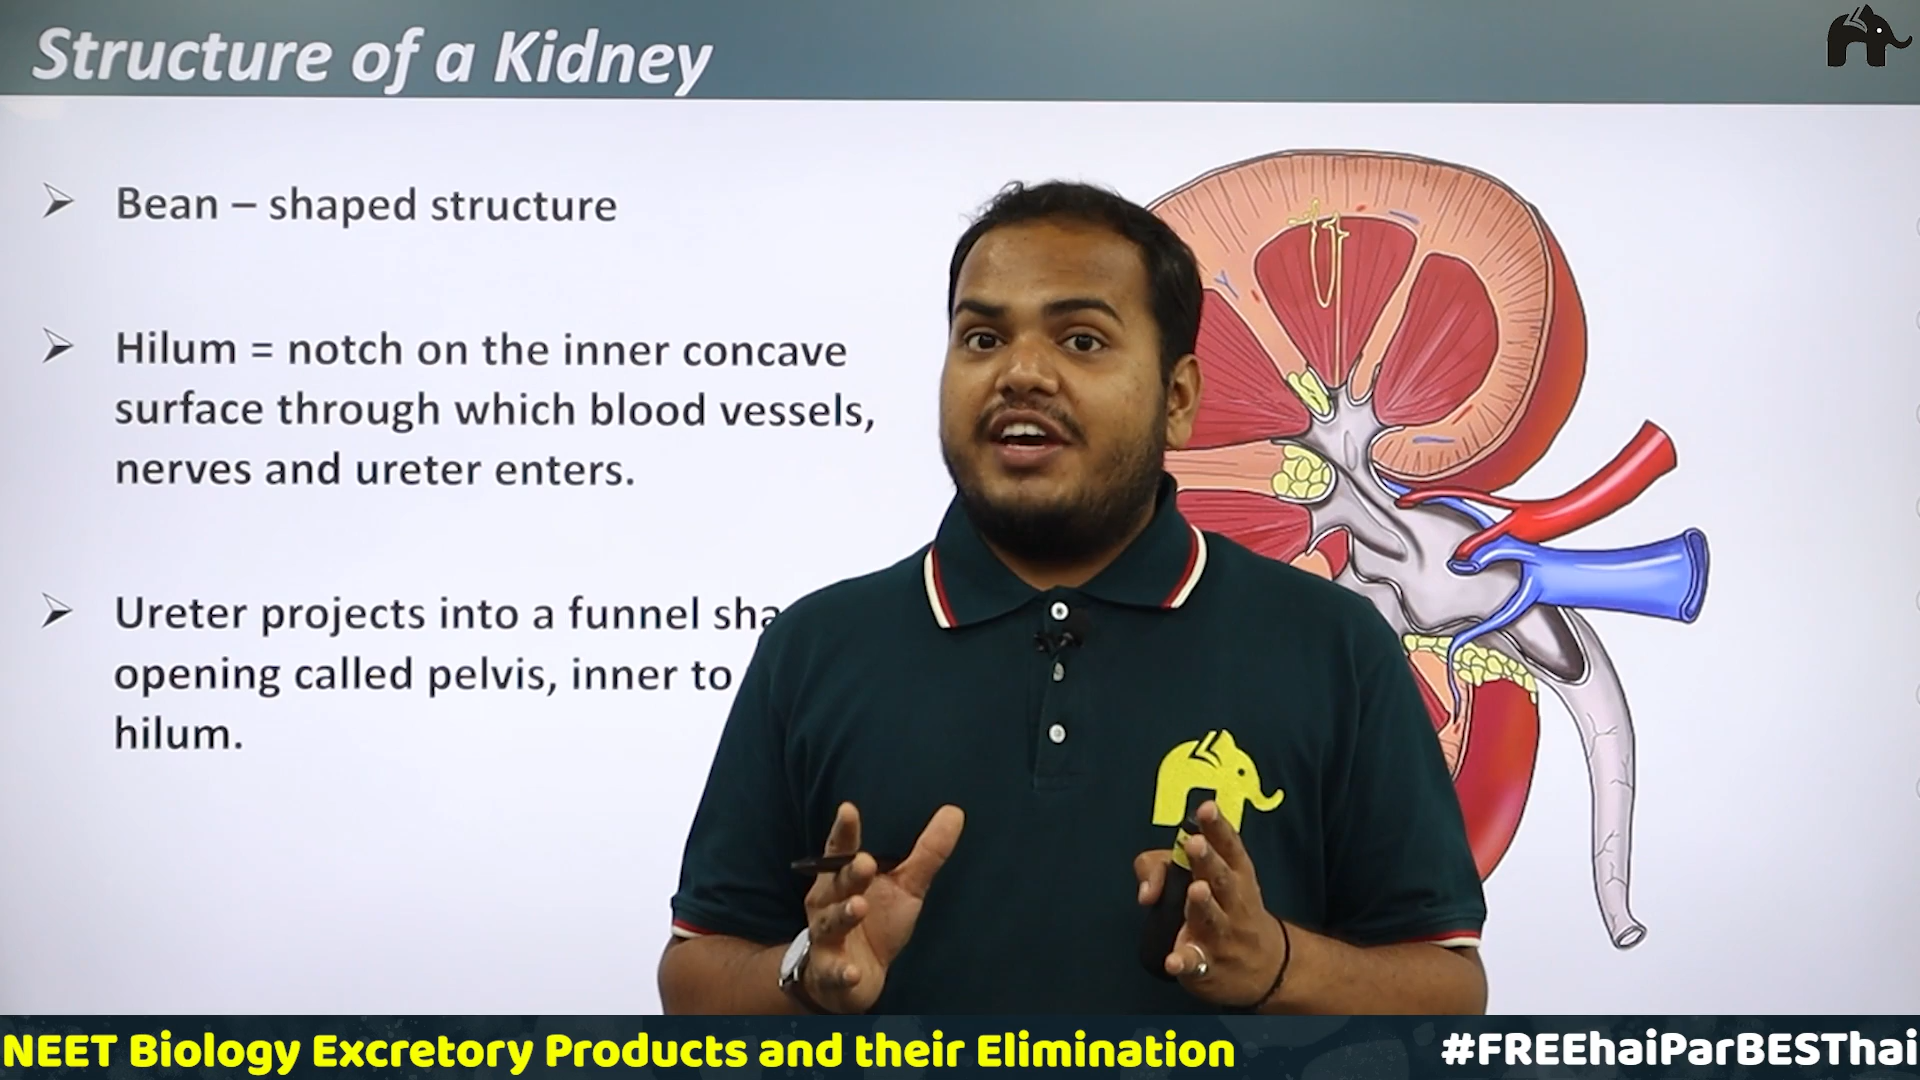 Structure of a Kidney
➢ Bean – shaped structure
➢ Hilum = notch on the inner concave
surface through which blood vessels,
nerves and ureter enters.
➢ Ureter projects into a funnel sha
opening called pelvis, inner to
hilum.
NEET Biology Excretory Products and their Elimination
#FREEhaiParBESThai